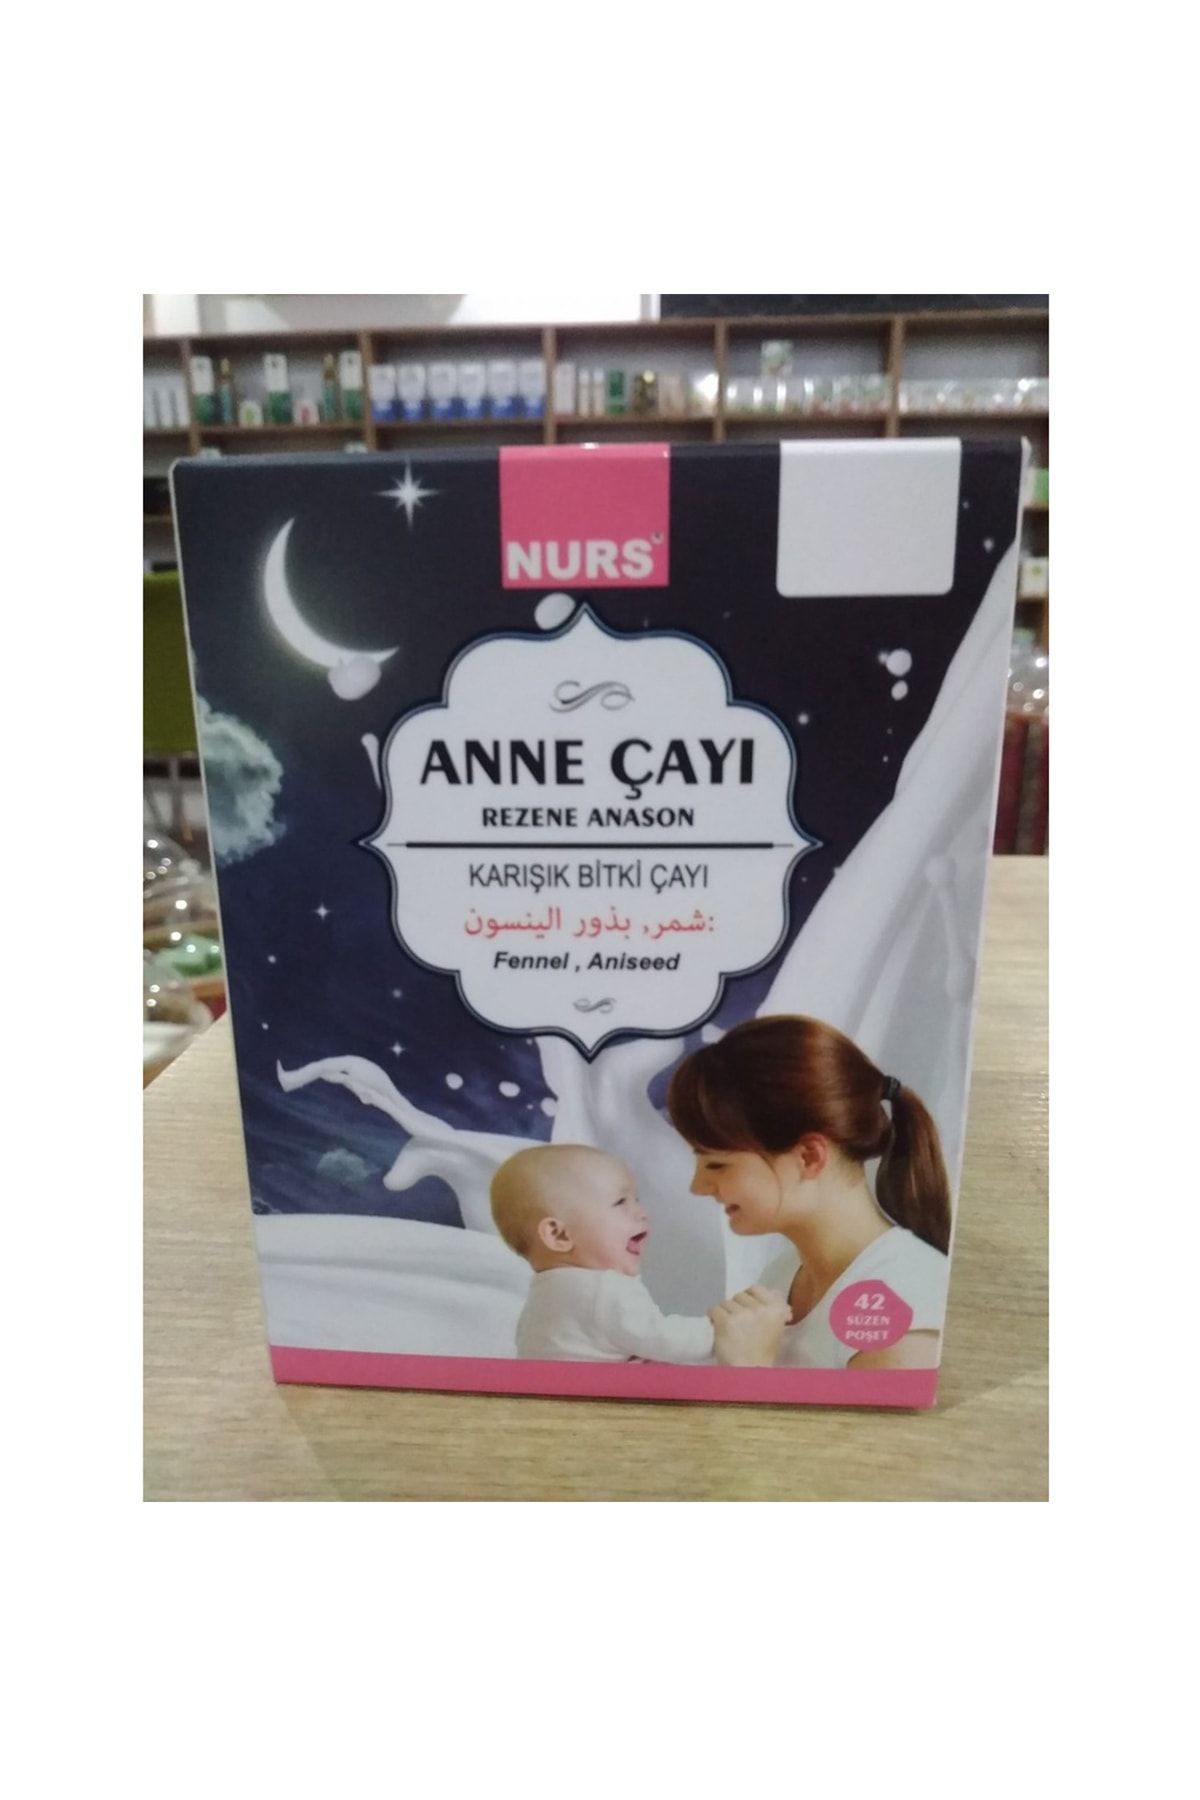 NURS
ANNE ÇAYI
REZENE ANASON
KARIŞIK BİTKİ ÇAYI
شمر, بذور الينسون:
Fennel , Aniseed
42
SÜZEN
POŞET